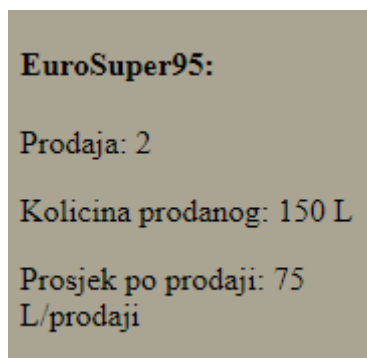 EuroSuper95:
Prodaja: 2
Kolicina prodanog: 150 L
Prosjek po prodaji: 75
L/prodaji